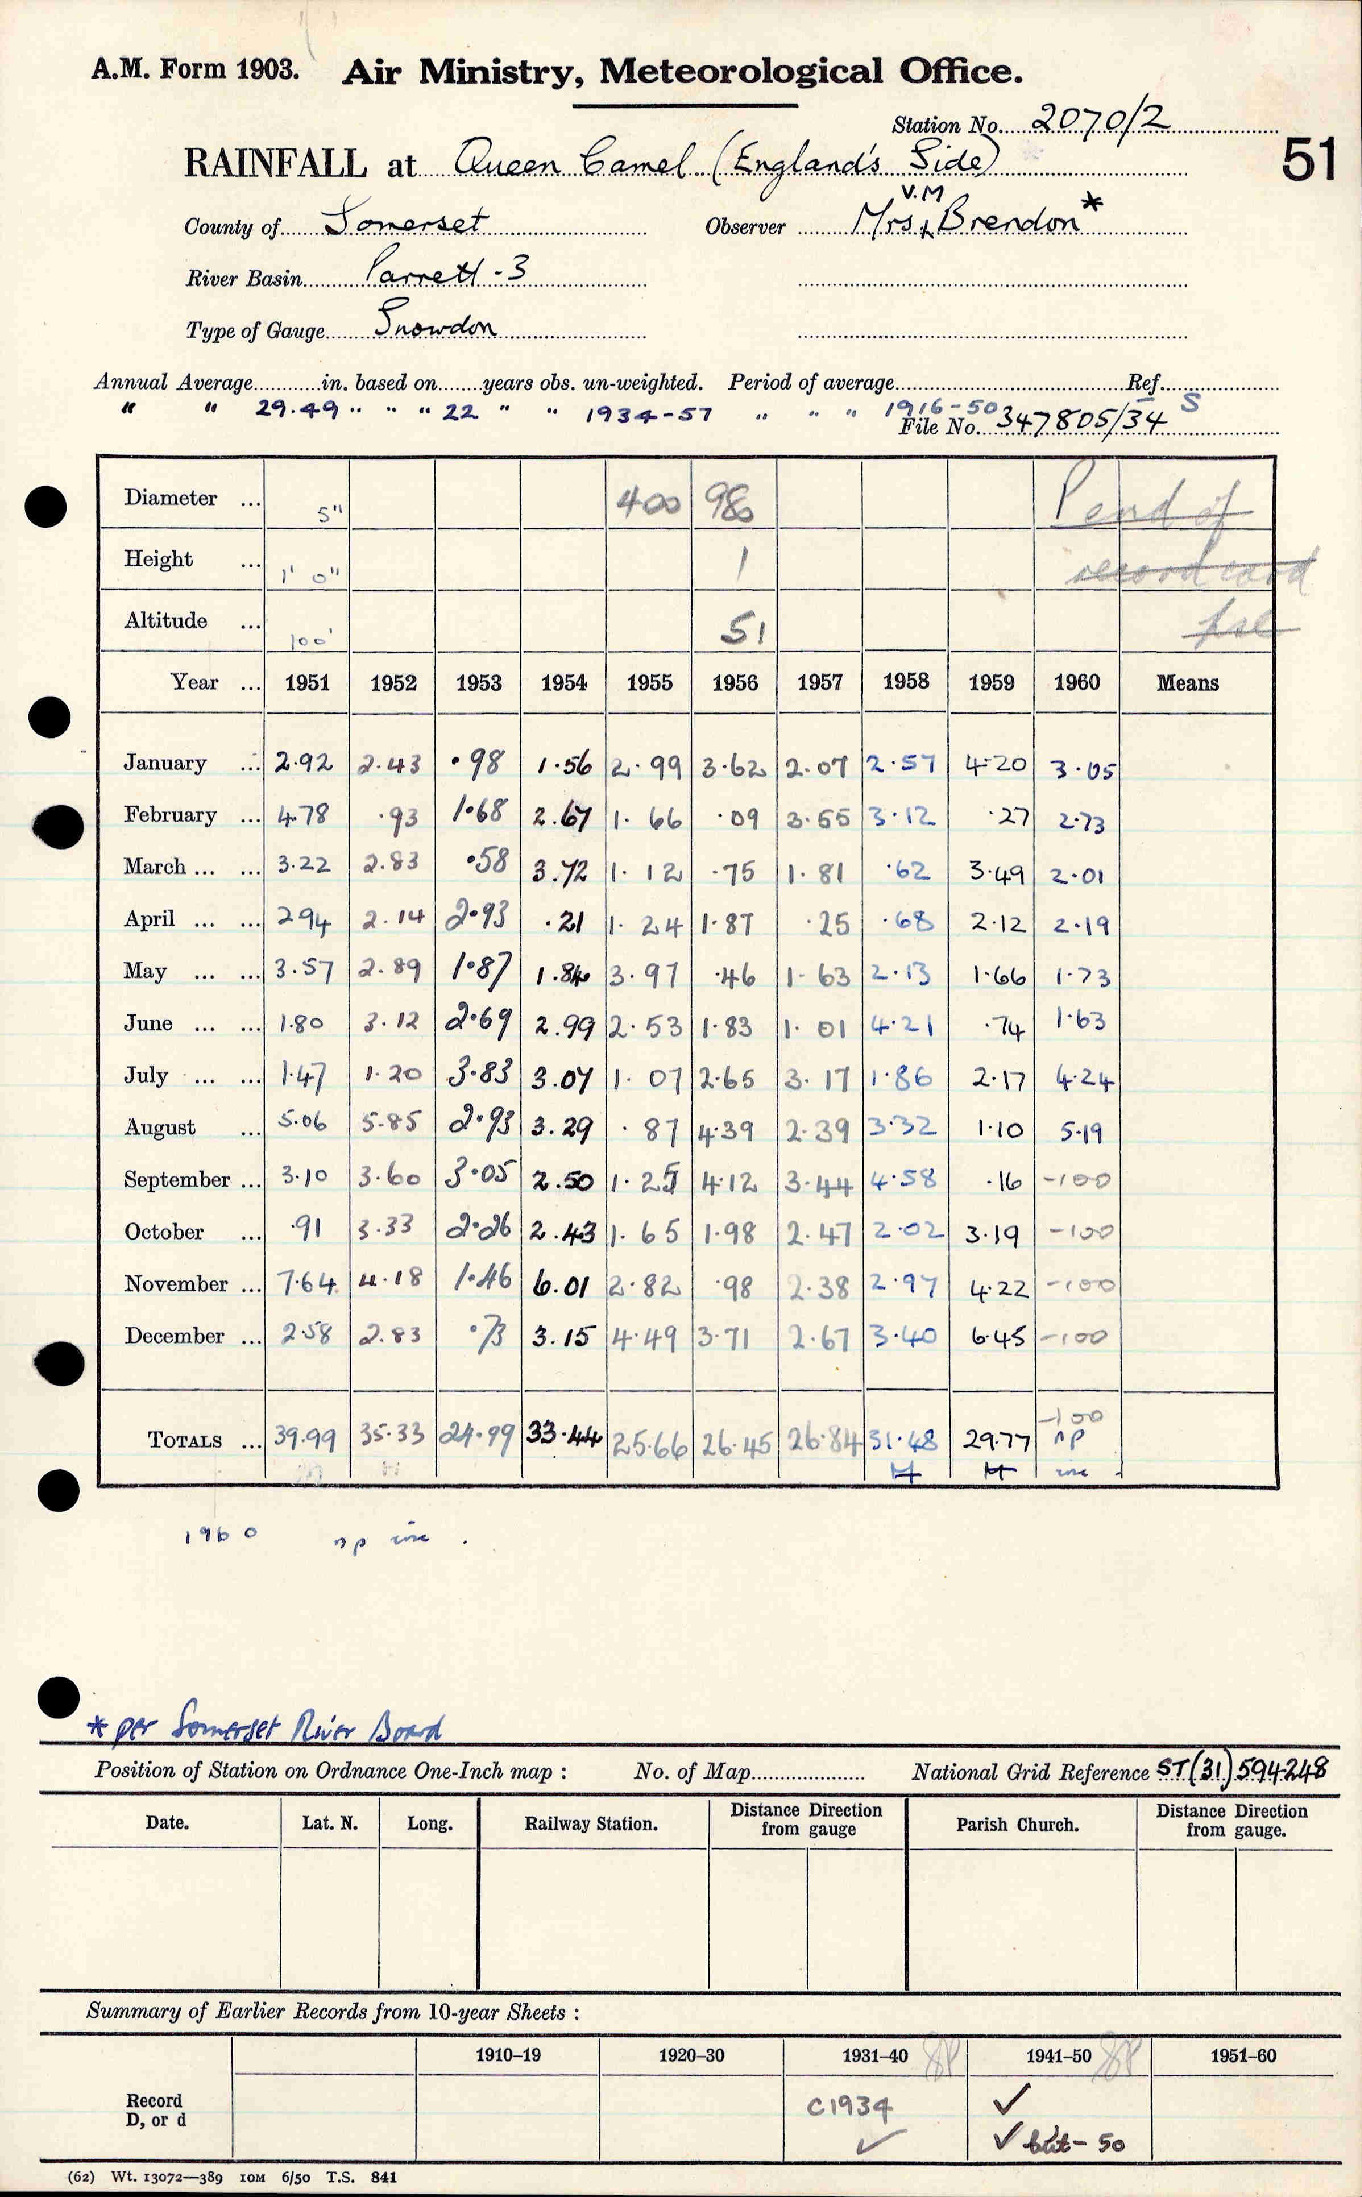 A.M. Form 1903. Air Ministry, Meteorological Office.
Station No. 2070/2
51
RAINFALL at Queen Camel (England's Side)
V.M
County of Somerset Observer Mrs Brendon*
River Basin Parrett - 3
Type of Gauge Snowdon
Annual Average in. based on years obs. un-weighted. Period of average Ref.
" " 29.49 " " " 22 " " 1934-57 " " " 1916-50 S
File No. 347805/34
Diameter ... 5" 400 980 Pend of
Height ... 1' 0" 1 record card
Altitude ... 100' 51
Year ... 1951 1952 1953 1954 1955 1956 1957 1958 1959 1960 Means
January ... 2.92 2.43 .98 1.56 2.99 3.62 2.07 2.57 4.20 3.05
February ... 4.78 .93 1.68 2.67 1.66 .09 3.55 3.12 .27 2.73
March ... ... 3.22 2.83 .58 3.72 1.12 .75 1.81 .62 3.49 2.01
April ... ... 2.94 2.14 2.93 .21 1.24 1.87 .25 .68 2.12 2.19
May ... ... 3.57 2.89 1.87 1.84 3.97 .46 1.63 2.13 1.66 1.73
June ... ... 1.80 3.12 2.69 2.99 2.53 1.83 1.01 4.21 .74 1.63
July ... ... 1.47 1.20 3.83 3.07 1.07 2.65 3.17 1.86 2.17 4.24
August ... 5.06 5.85 2.93 3.29 .87 4.39 2.39 3.32 1.10 5.19
September ... 3.10 3.60 3.05 2.50 1.25 4.12 3.44 4.58 .16 -100
October ... .91 3.33 2.26 2.43 1.65 1.98 2.47 2.02 3.19 -100
November ... 7.64 4.18 1.46 6.01 2.82 .98 2.38 2.97 4.22 -100
December ... 2.58 2.83 .73 3.15 4.49 3.71 2.67 3.40 6.45 -100
-100
TOTALS ... 39.99 35.33 24.99 33.44 25.66 26.45 26.84 31.48 29.77 np
1960 np
* per Somerset River Board
Position of Station on Ordnance One-Inch map : No. of Map National Grid Reference ST(31)594248
Date. Lat. N. Long. Railway Station. Distance Direction from gauge Parish Church. Distance Direction from gauge.
Summary of Earlier Records from 10-year Sheets :
1910-19 1920-30 1931-40 1941-50 1951-60
Record D, or d C1934 ✓
✓ ✓ but - 50
(62) Wt. 13072—389 10M 6/50 T.S. 841